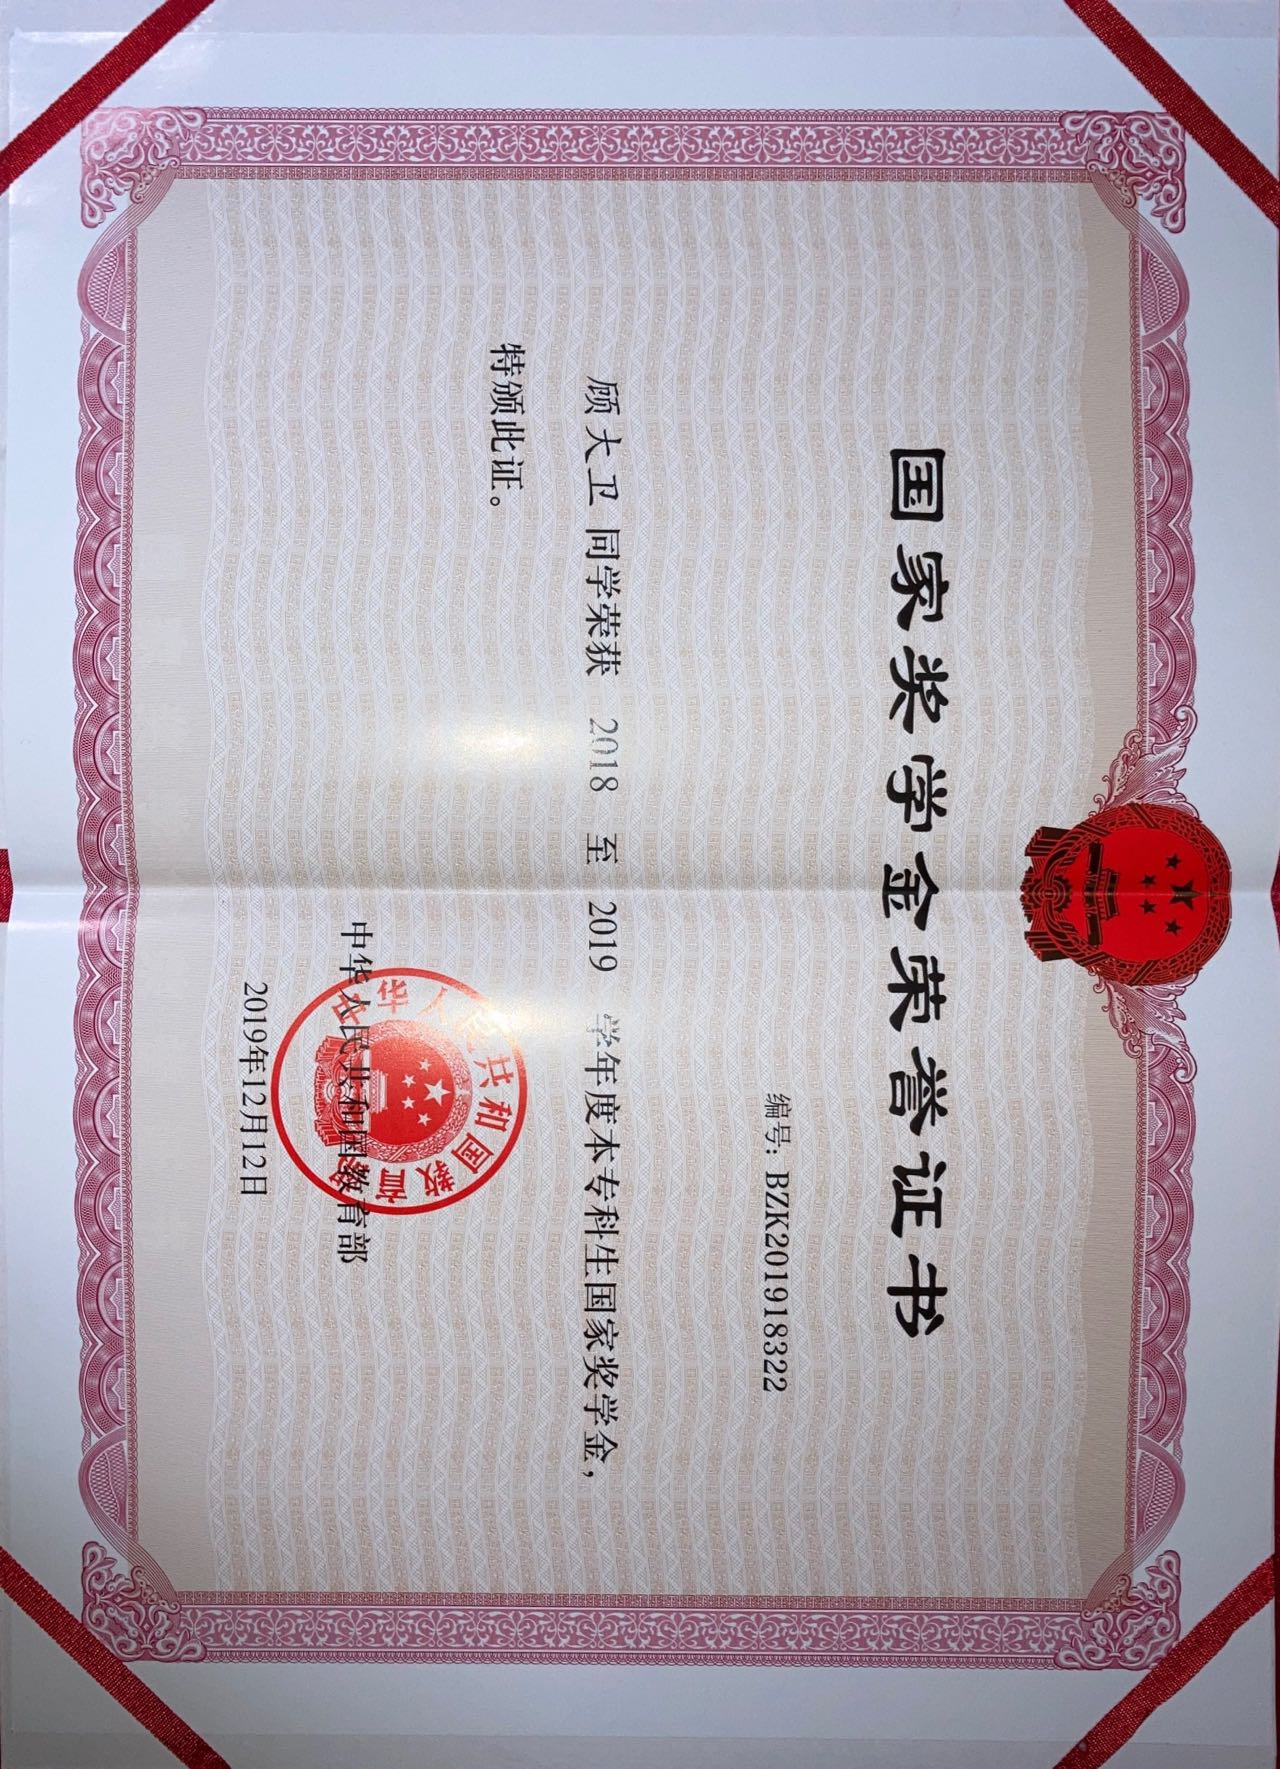 国家奖学金荣誉证书
编号: BZK201918322
顾大卫 同学荣获 2018 至 2019 学年度本专科生国家奖学金,
特颁此证。
中华人民共和国教育部
中华人民共和国教育部
2019年12月12日